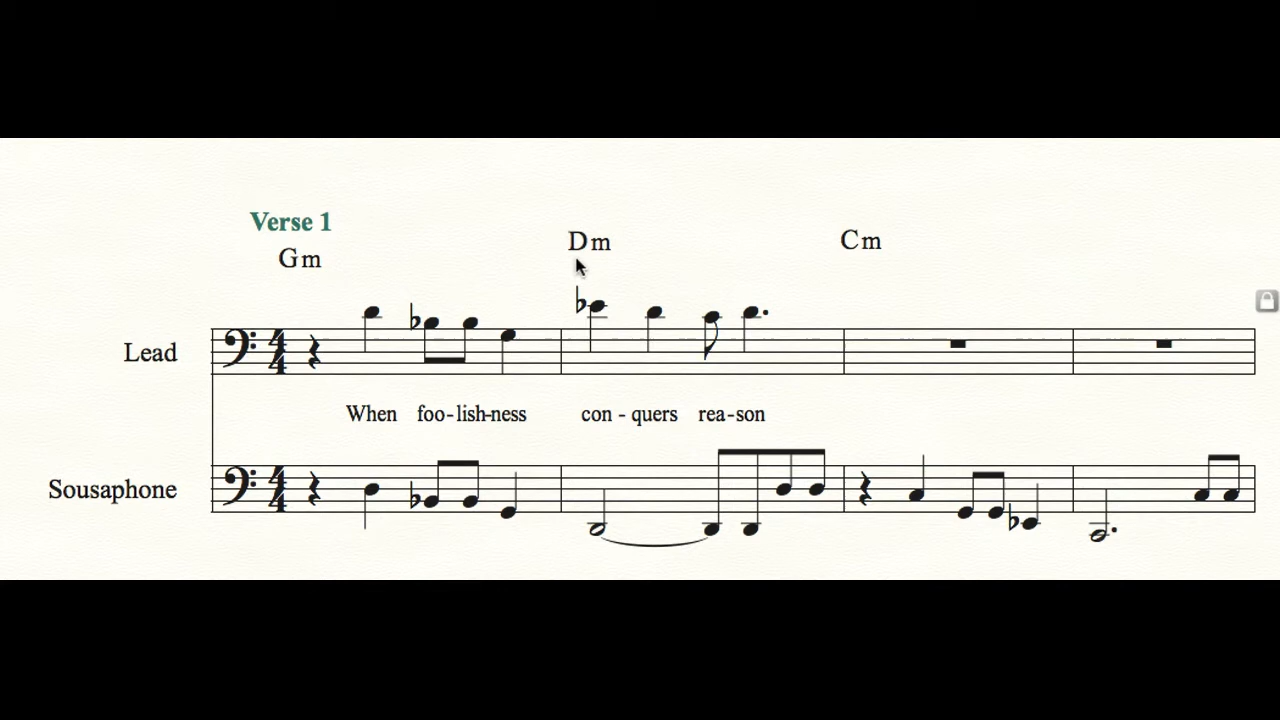 Verse 1
Gm Dm Cm
Lead
When foo-lish-ness con - quers rea-son
Sousaphone